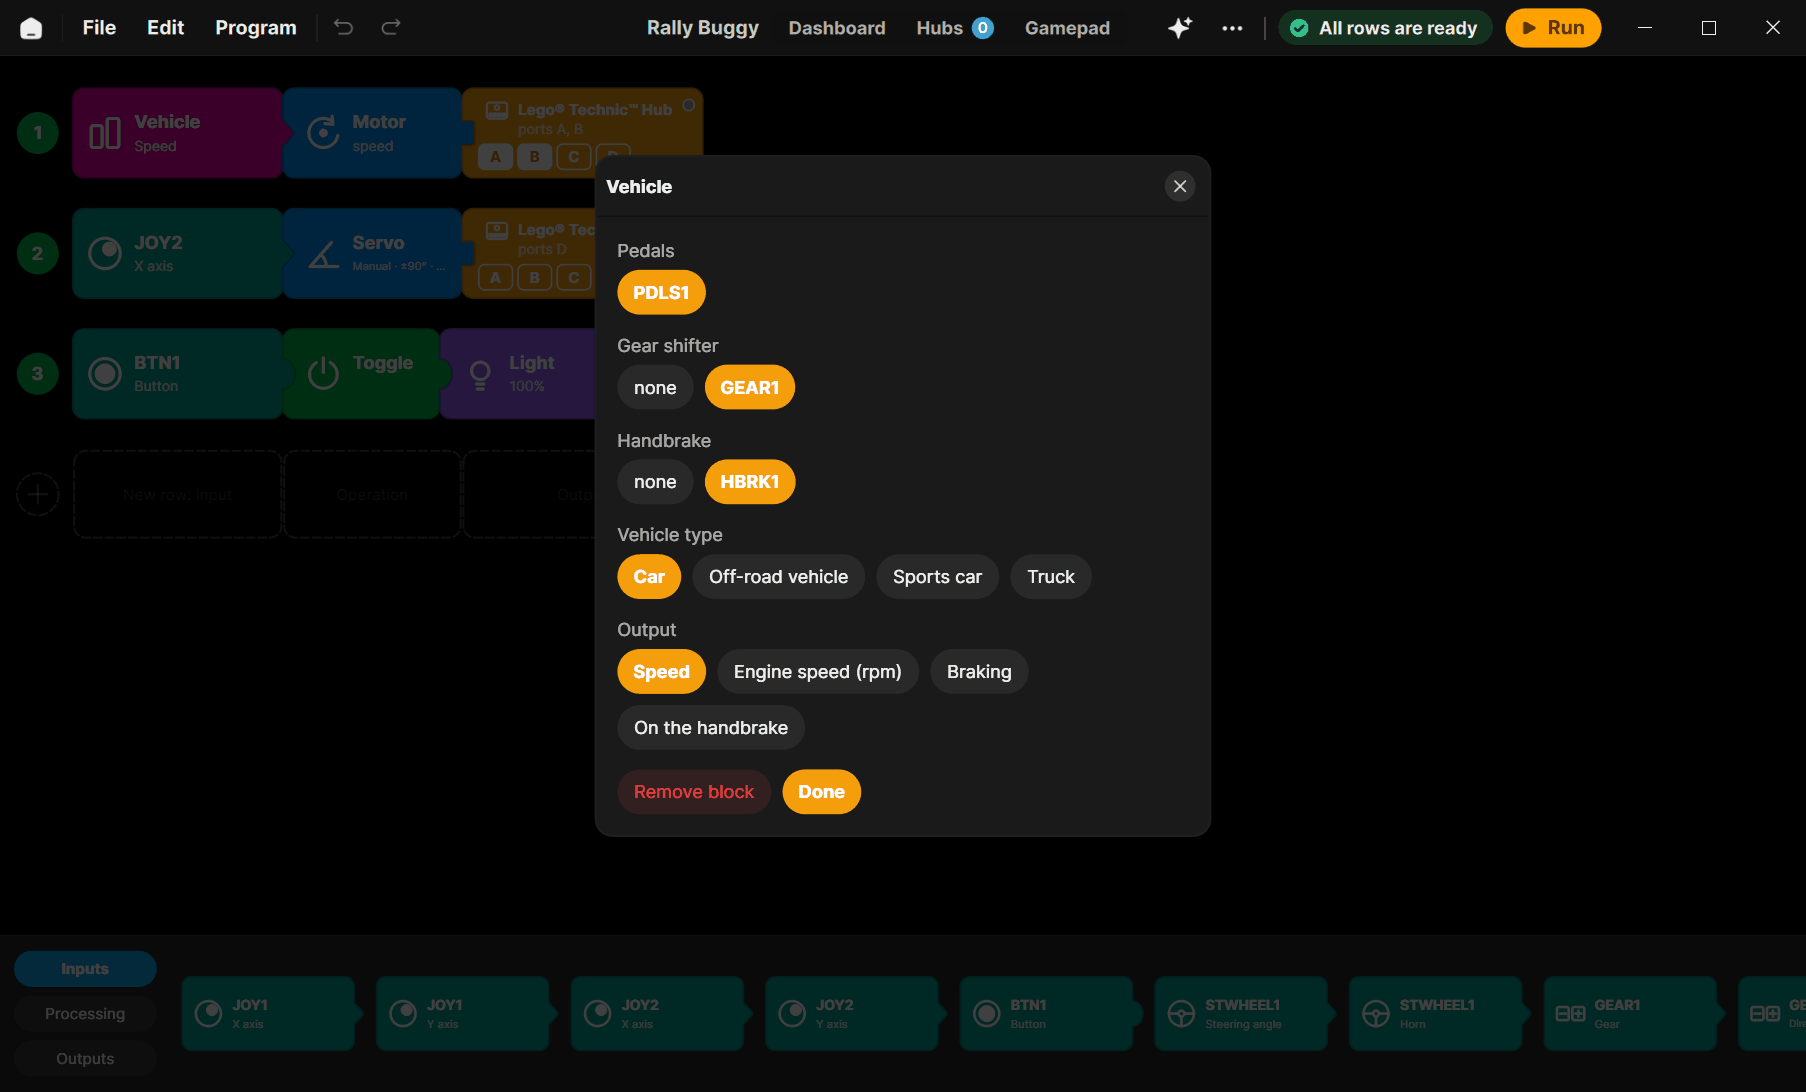 File Edit Program Rally Buggy Dashboard Hubs 0 Gamepad All rows are ready Run
1
Vehicle
Speed
Motor
speed
Lego® Technic™ Hub
ports A, B
A B C D
2
JOY2
X axis
Servo
Manual · ±90° · ...
Lego® Tec
ports D
A B C
3
BTN1
Button
Toggle
Light
100%
New row: input
Operation
Outp
Vehicle
Pedals
PDLS1
Gear shifter
none GEAR1
Handbrake
none HBRK1
Vehicle type
Car Off-road vehicle Sports car Truck
Output
Speed Engine speed (rpm) Braking
On the handbrake
Remove block Done
Inputs
Processing
Outputs
JOY1
X axis
JOY1
Y axis
JOY2
X axis
JOY2
Y axis
BTN1
Button
STWHEEL1
Steering angle
STWHEEL1
Horn
GEAR1
Gear
GE
Dire